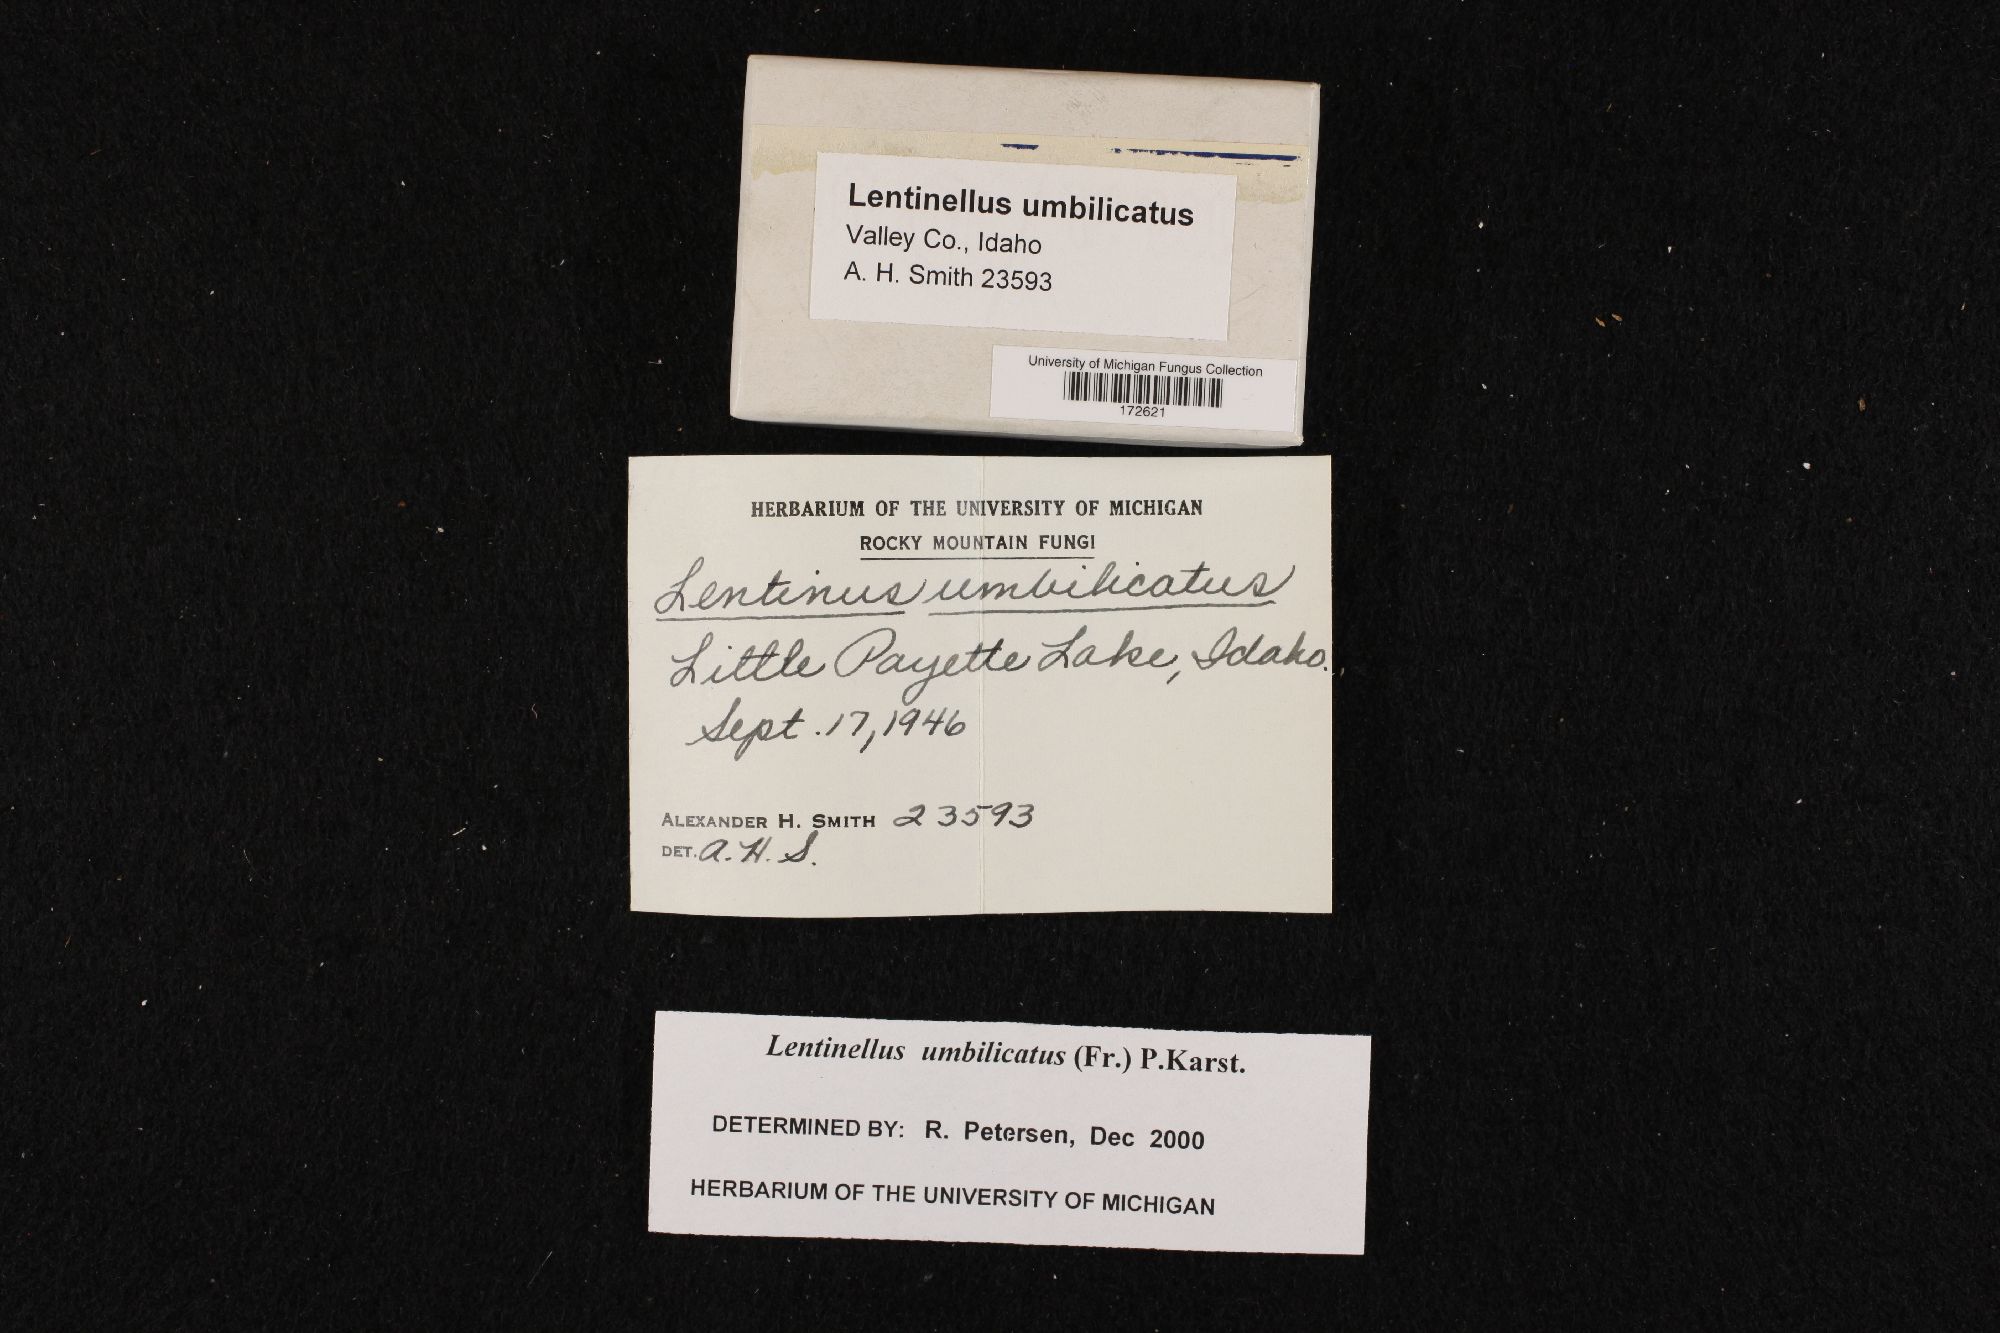 Lentinellus umbilicatus
Valley Co., Idaho
A. H. Smith 23593
University of Michigan Fungus Collection
172621
HERBARIUM OF THE UNIVERSITY OF MICHIGAN
ROCKY MOUNTAIN FUNGI
Lentinus umbilicatus
Little Payette Lake, Idaho.
Sept. 17, 1946
ALEXANDER H. SMITH 23593
DET. A. H. S.
Lentinellus umbilicatus (Fr.) P.Karst.
DETERMINED BY: R. Petersen, Dec 2000
HERBARIUM OF THE UNIVERSITY OF MICHIGAN